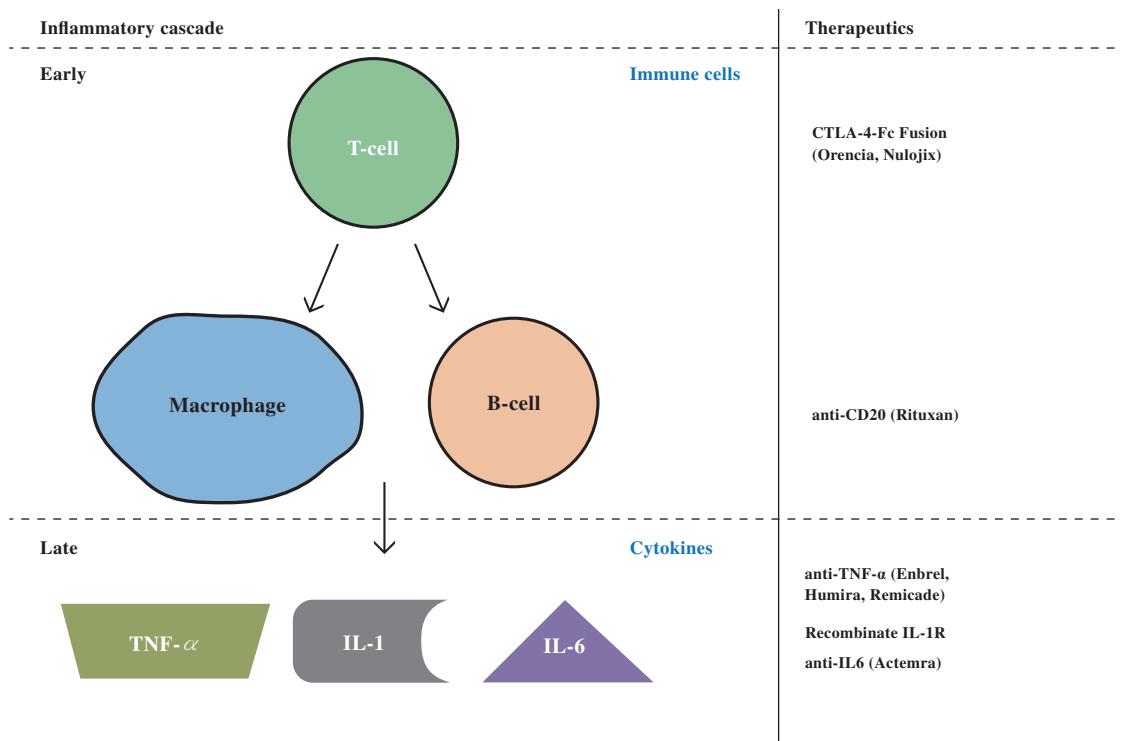 Inflammatory cascade
Therapeutics
Early
Immune cells
T-cell
CTLA-4-Fc Fusion
(Orencia, Nulojix)
Macrophage
B-cell
anti-CD20 (Rituxan)
Late
Cytokines
anti-TNF-α (Enbrel,
Humira, Remicade)
TNF-α
IL-1
IL-6
Recombinate IL-1R
anti-IL6 (Actemra)